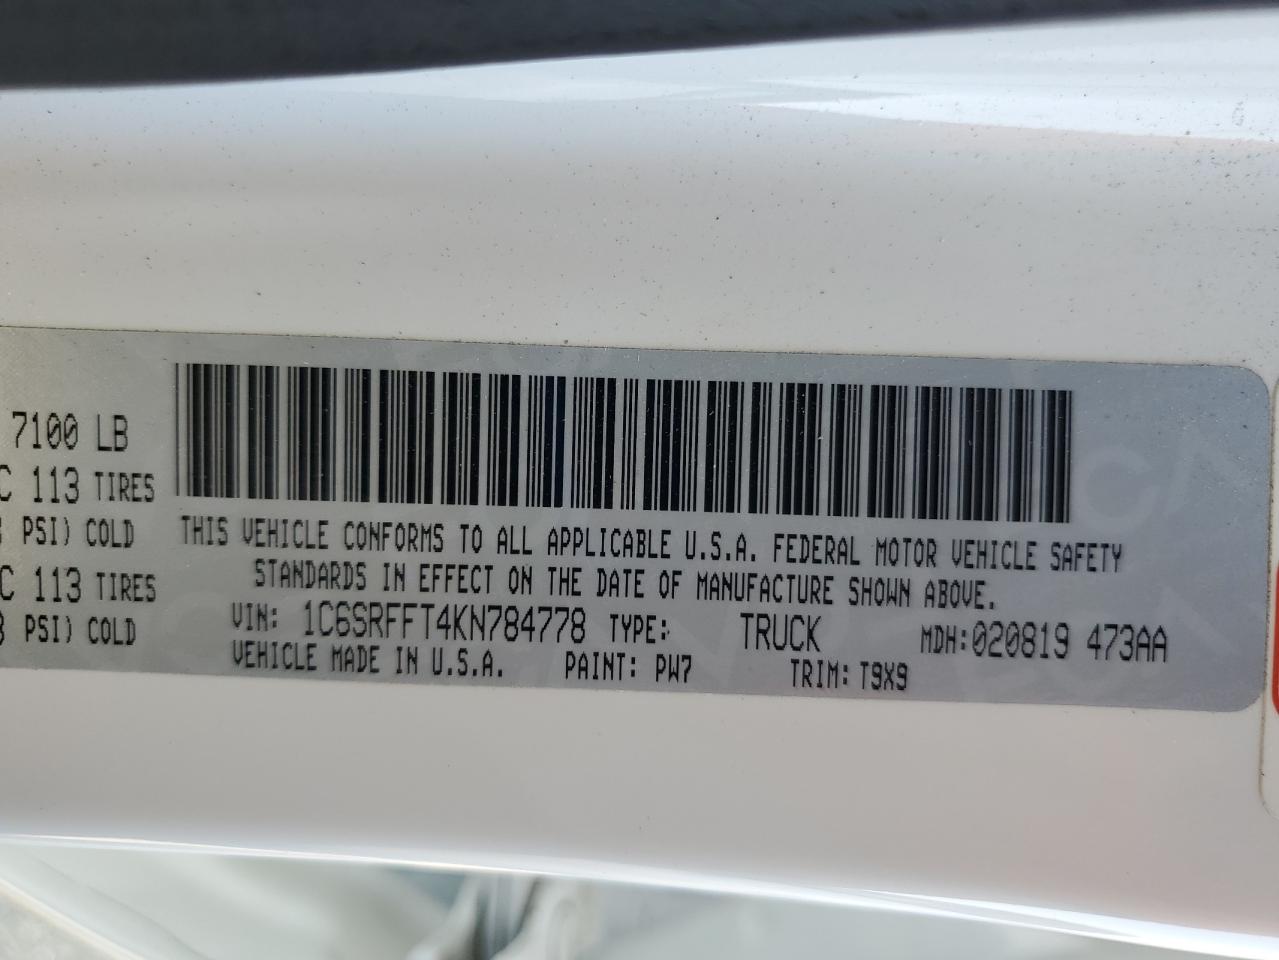 7100 LB
C 113 TIRES
PSI) COLD
C 113 TIRES
PSI) COLD
THIS VEHICLE CONFORMS TO ALL APPLICABLE U.S.A. FEDERAL MOTOR VEHICLE SAFETY
STANDARDS IN EFFECT ON THE DATE OF MANUFACTURE SHOWN ABOVE.
VIN: 1C6SRFFT4KN784778 TYPE: TRUCK MDH:020819 473AA
VEHICLE MADE IN U.S.A. PAINT: PW7 TRIM: T9X9